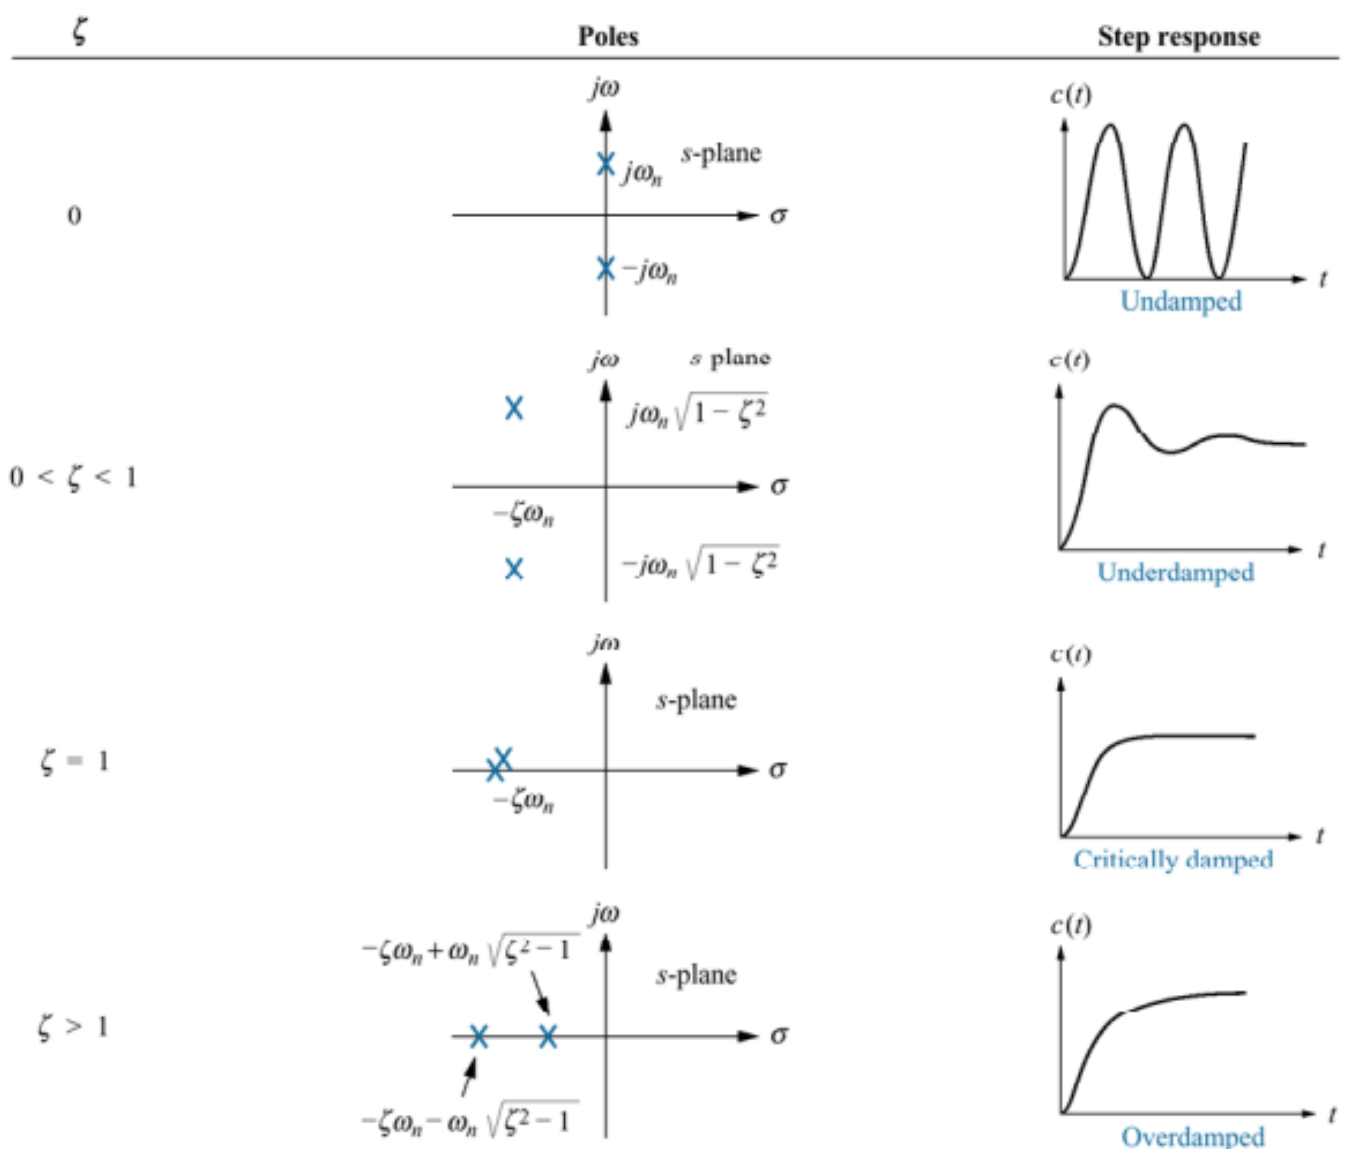 ζ Poles Step response
jω c(t)
s-plane
jωₙ
0 σ
−jωₙ t
Undamped
jω s plane c(t)
jωₙ √1 − ζ²
0 < ζ < 1 σ
−ζωₙ
−jωₙ √1 − ζ² t
Underdamped
jω c(t)
s-plane
ζ = 1 σ
−ζωₙ t
Critically damped
jω c(t)
−ζωₙ + ωₙ √ζ² − 1
s-plane
ζ > 1 σ
−ζωₙ − ωₙ √ζ² − 1 t
Overdamped